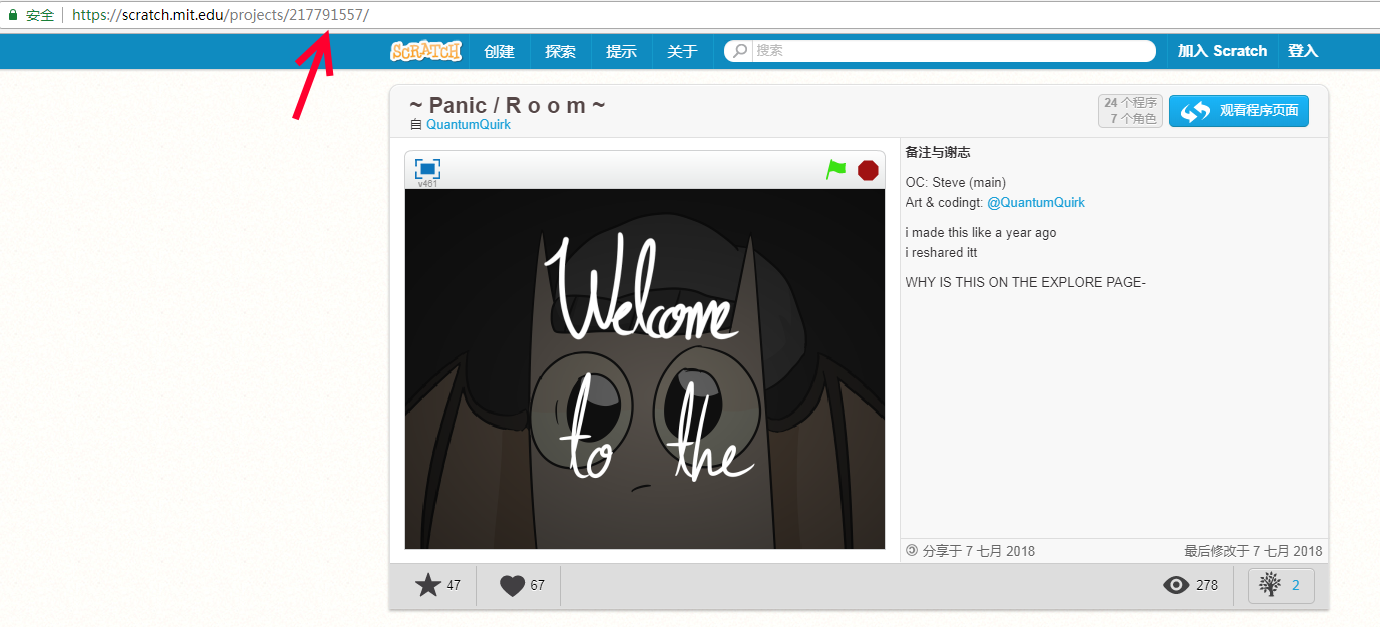 安全 https://scratch.mit.edu/projects/217791557/
SCRATCH 创建 探索 提示 关于 搜索 加入 Scratch 登入
~ Panic / R o o m ~
自 QuantumQuirk
24 个程序
7 个角色
观看程序页面
v461
Welcome
to the
备注与谢志
OC: Steve (main)
Art & codingt: @QuantumQuirk
i made this like a year ago
i reshared itt
WHY IS THIS ON THE EXPLORE PAGE-
分享于 7 七月 2018 最后修改于 7 七月 2018
47 67 278 2